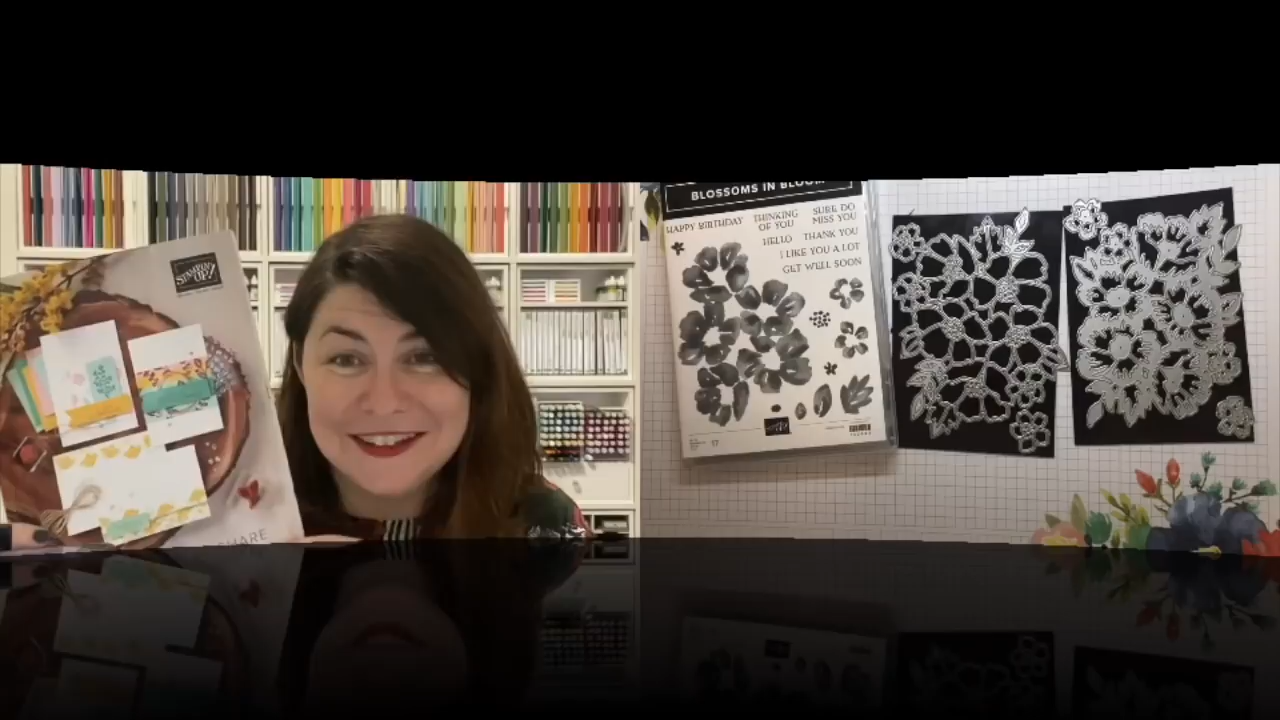 STAMPIN' UP!
SHARE
BLOSSOMS IN BLOOM
HAPPY BIRTHDAY
THINKING
OF YOU
SURE DO
MISS YOU
HELLO
THANK YOU
I LIKE YOU A LOT
GET WELL SOON